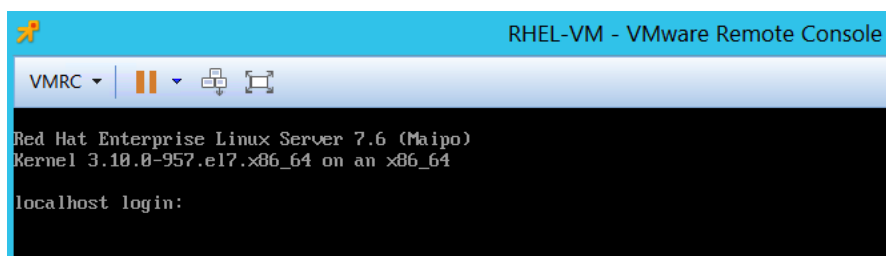 RHEL-VM - VMware Remote Console
VMRC
Red Hat Enterprise Linux Server 7.6 (Maipo)
Kernel 3.10.0-957.el7.x86_64 on an x86_64
localhost login: